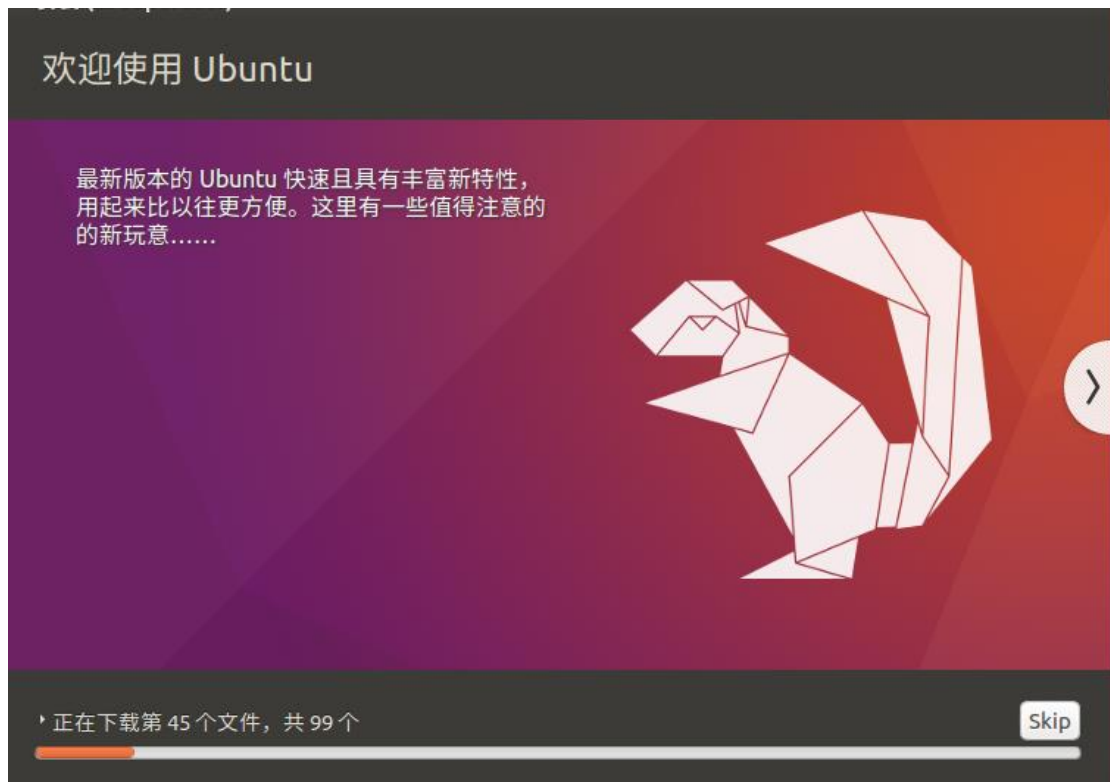 欢迎使用 Ubuntu
最新版本的 Ubuntu 快速且具有丰富新特性，
用起来比以往更方便。这里有一些值得注意的
的新玩意……
正在下载第 45 个文件，共 99 个
Skip